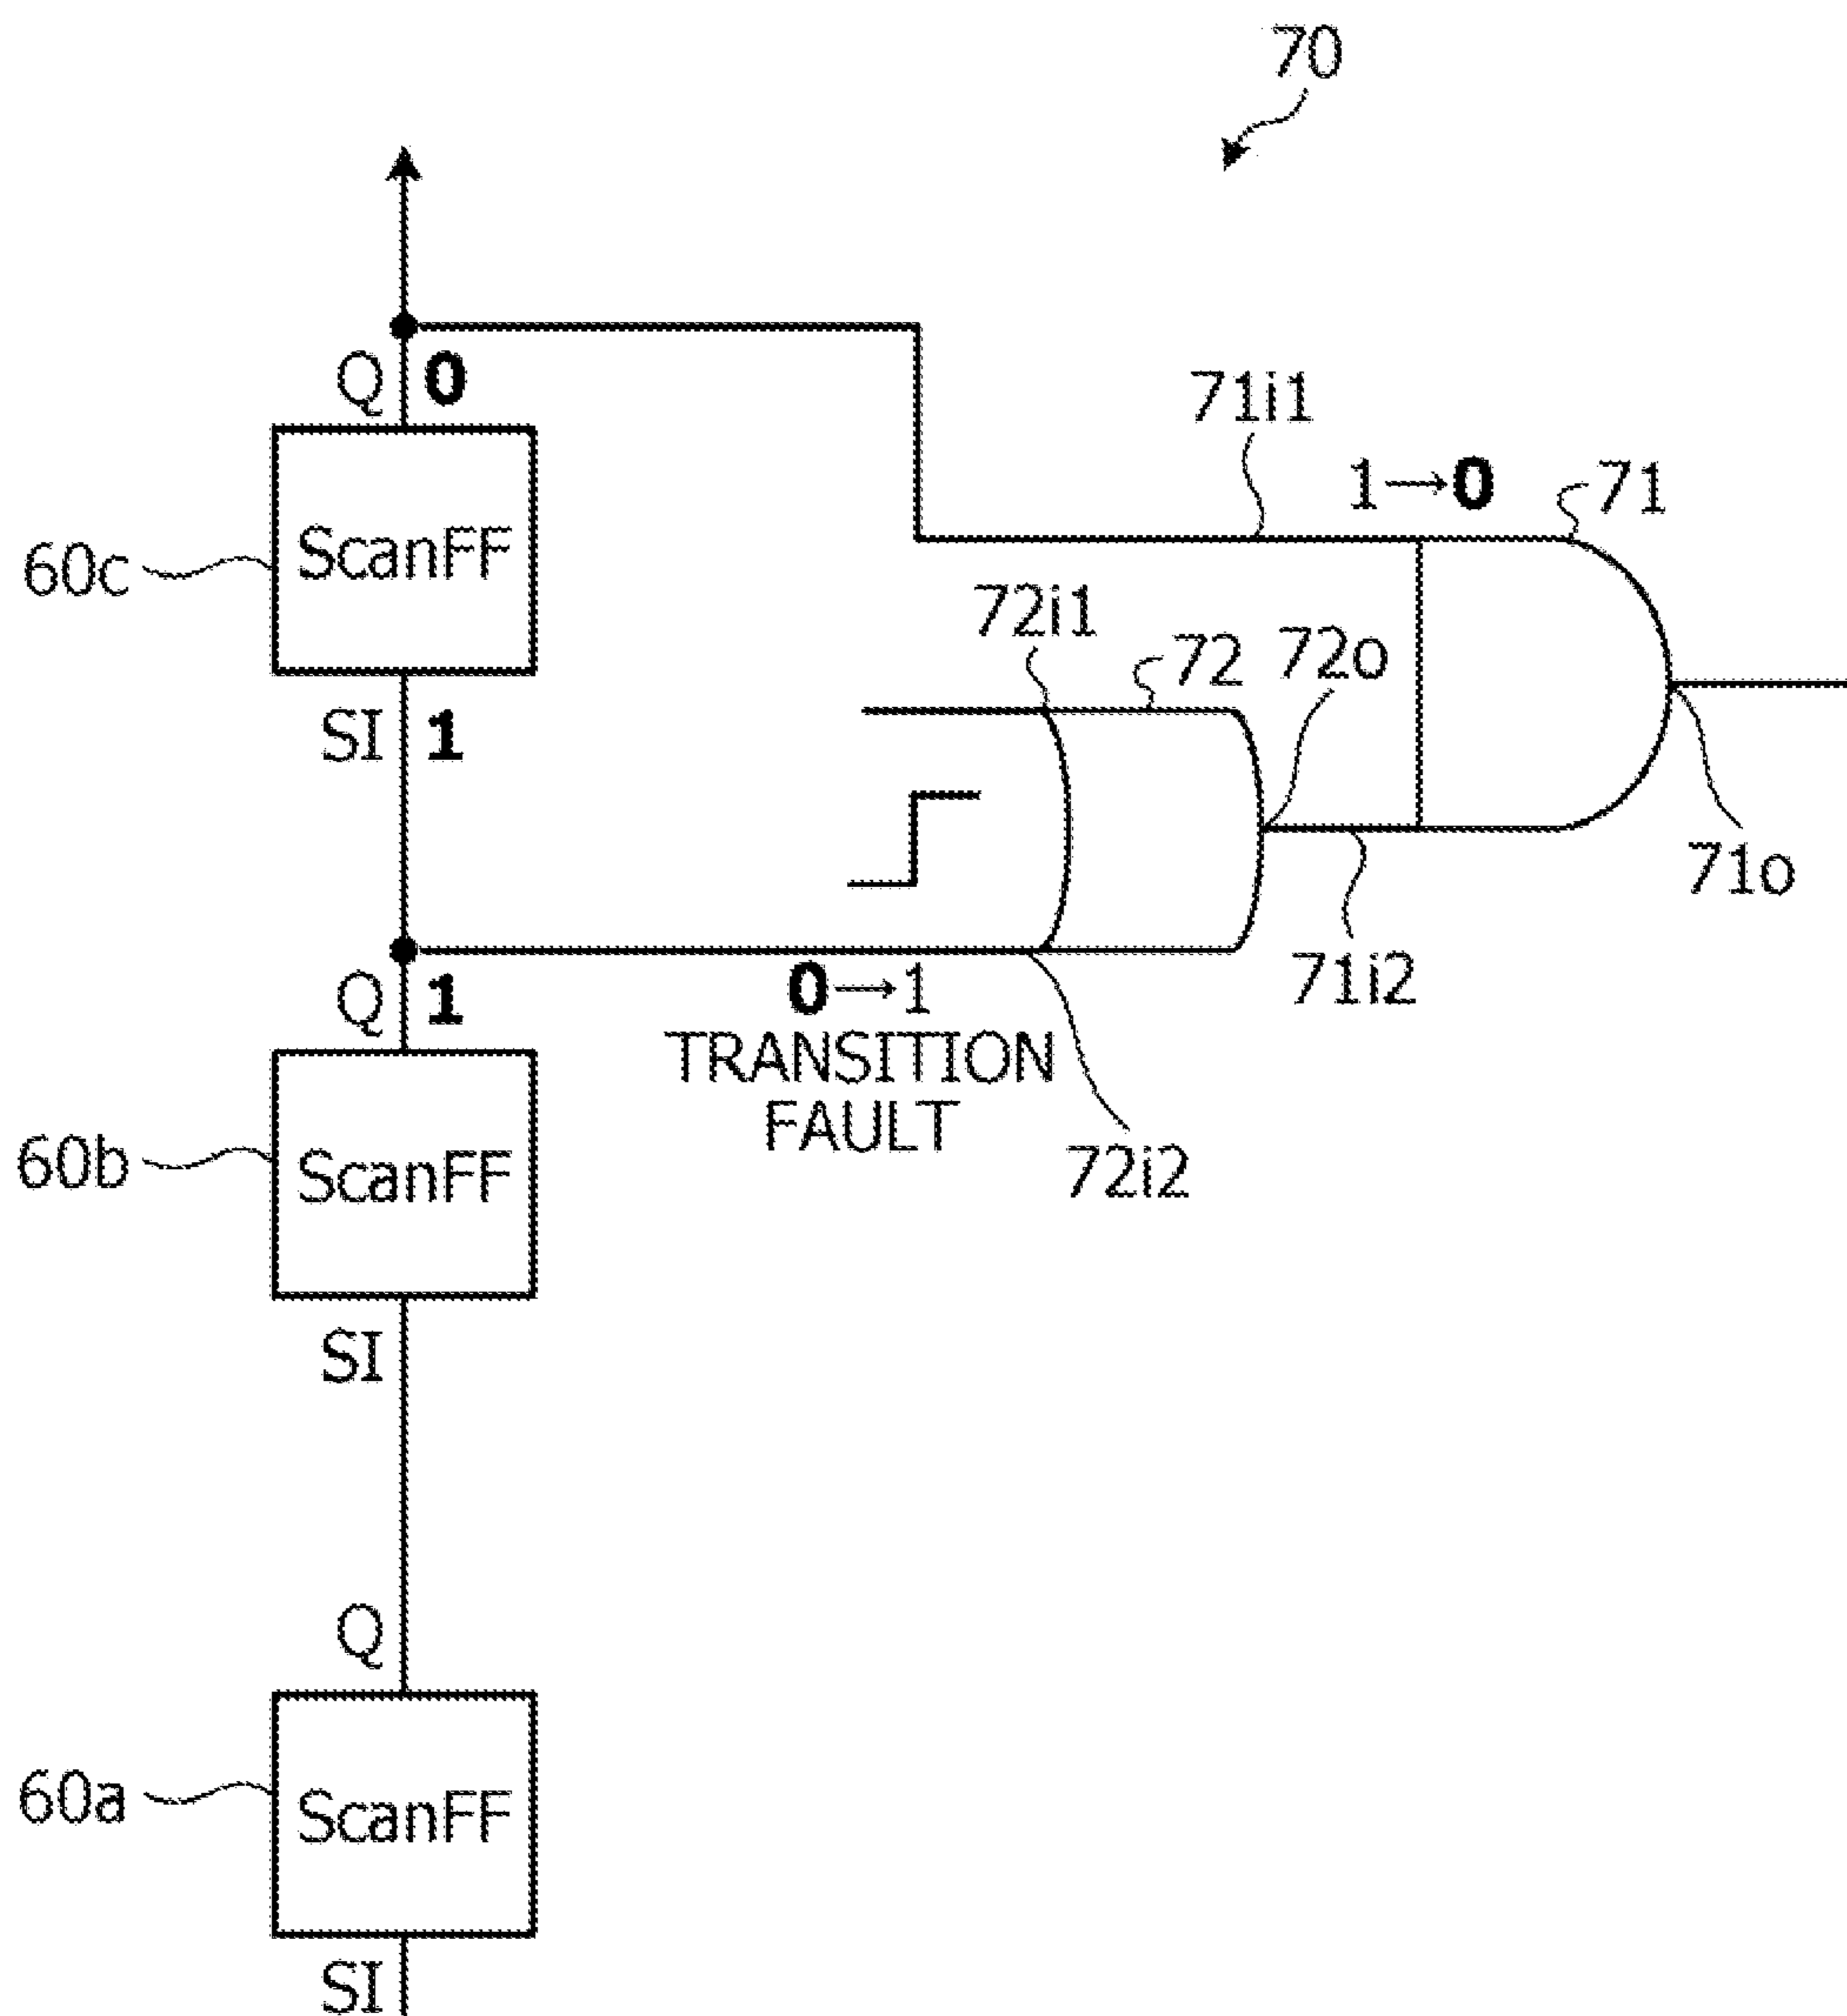 70
Q 0
71i1
1→0
71
ScanFF
60c
72i1
72
72o
SI 1
71o
71i2
Q 1
0→1
TRANSITION
FAULT
72i2
60b
ScanFF
SI
Q
60a
ScanFF
SI